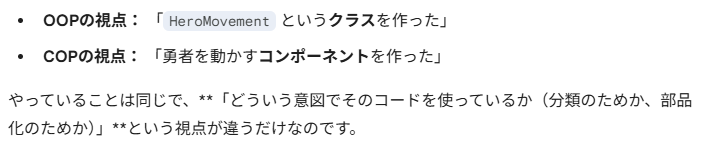 • OOPの視点： 「HeroMovement というクラスを作った」
• COPの視点： 「勇者を動かすコンポーネントを作った」
やっていることは同じで、**「どういう意図でそのコードを使っているか（分類のためか、部品
化のためか）」**という視点が違うだけなのです。